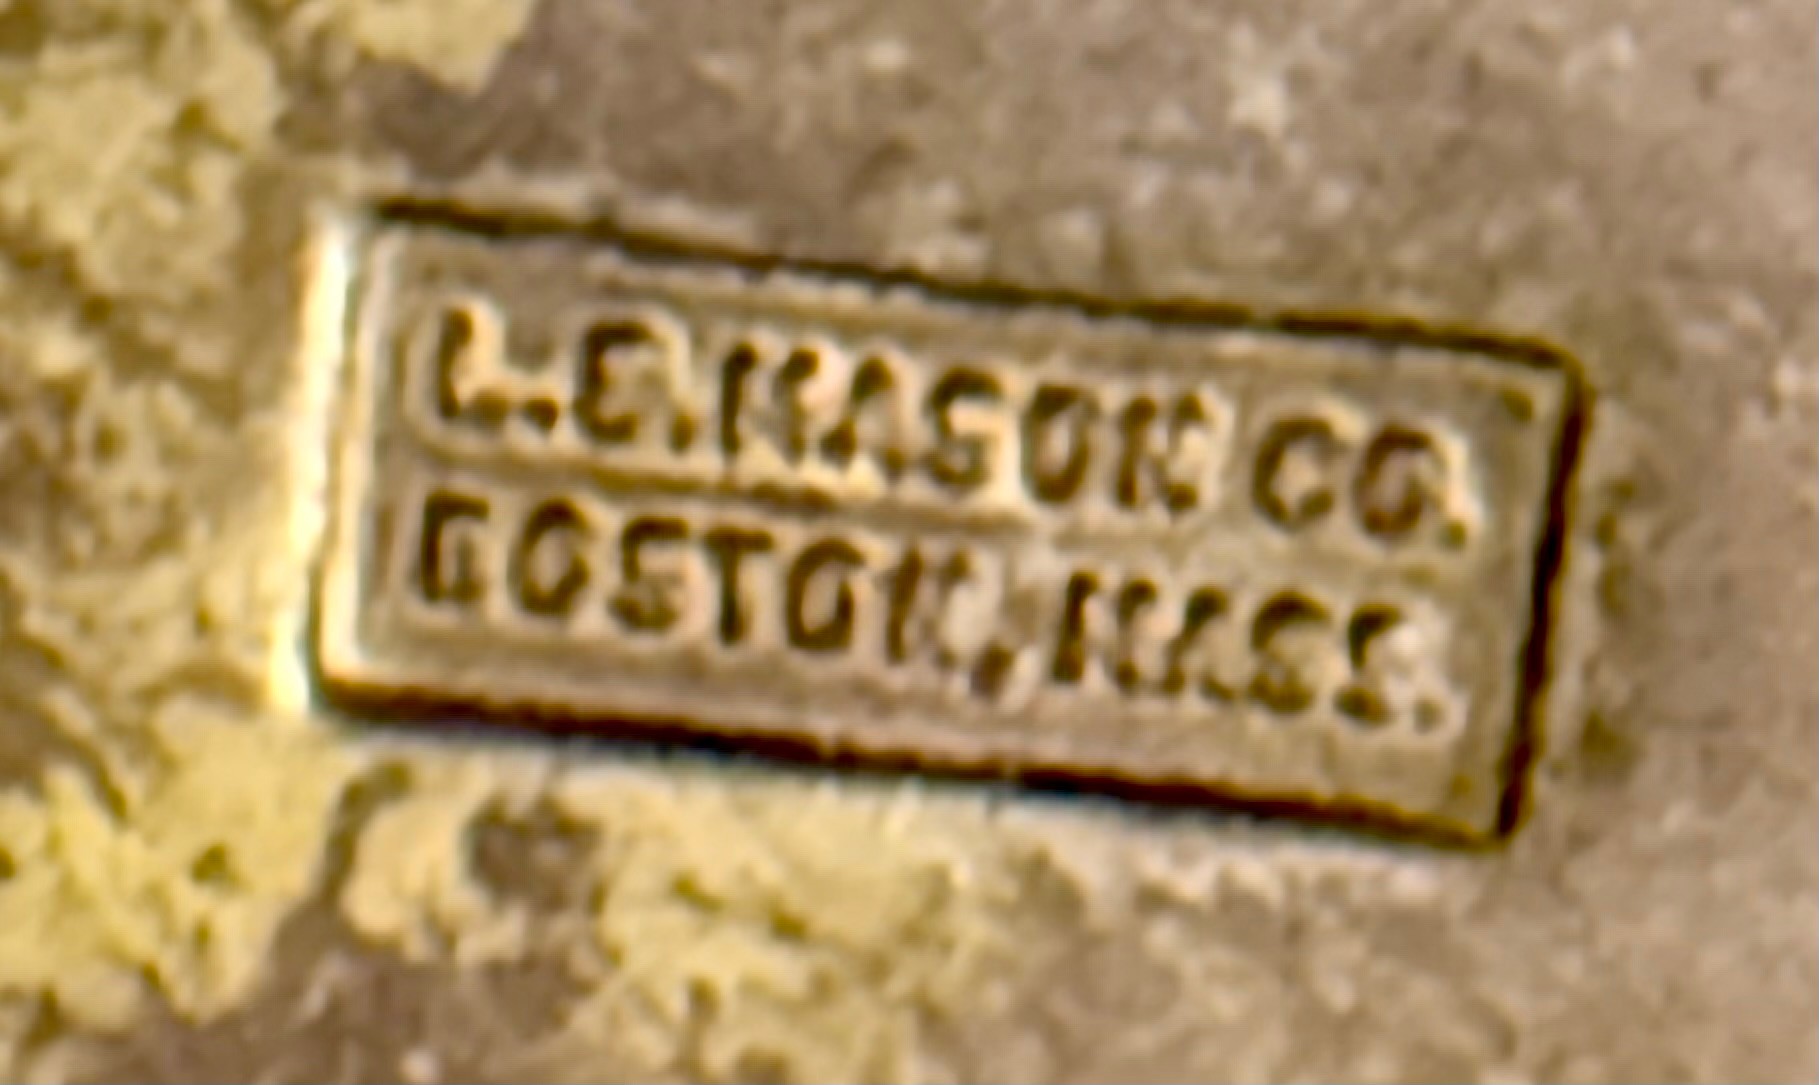 L.E. MASON CO.
BOSTON, MASS.